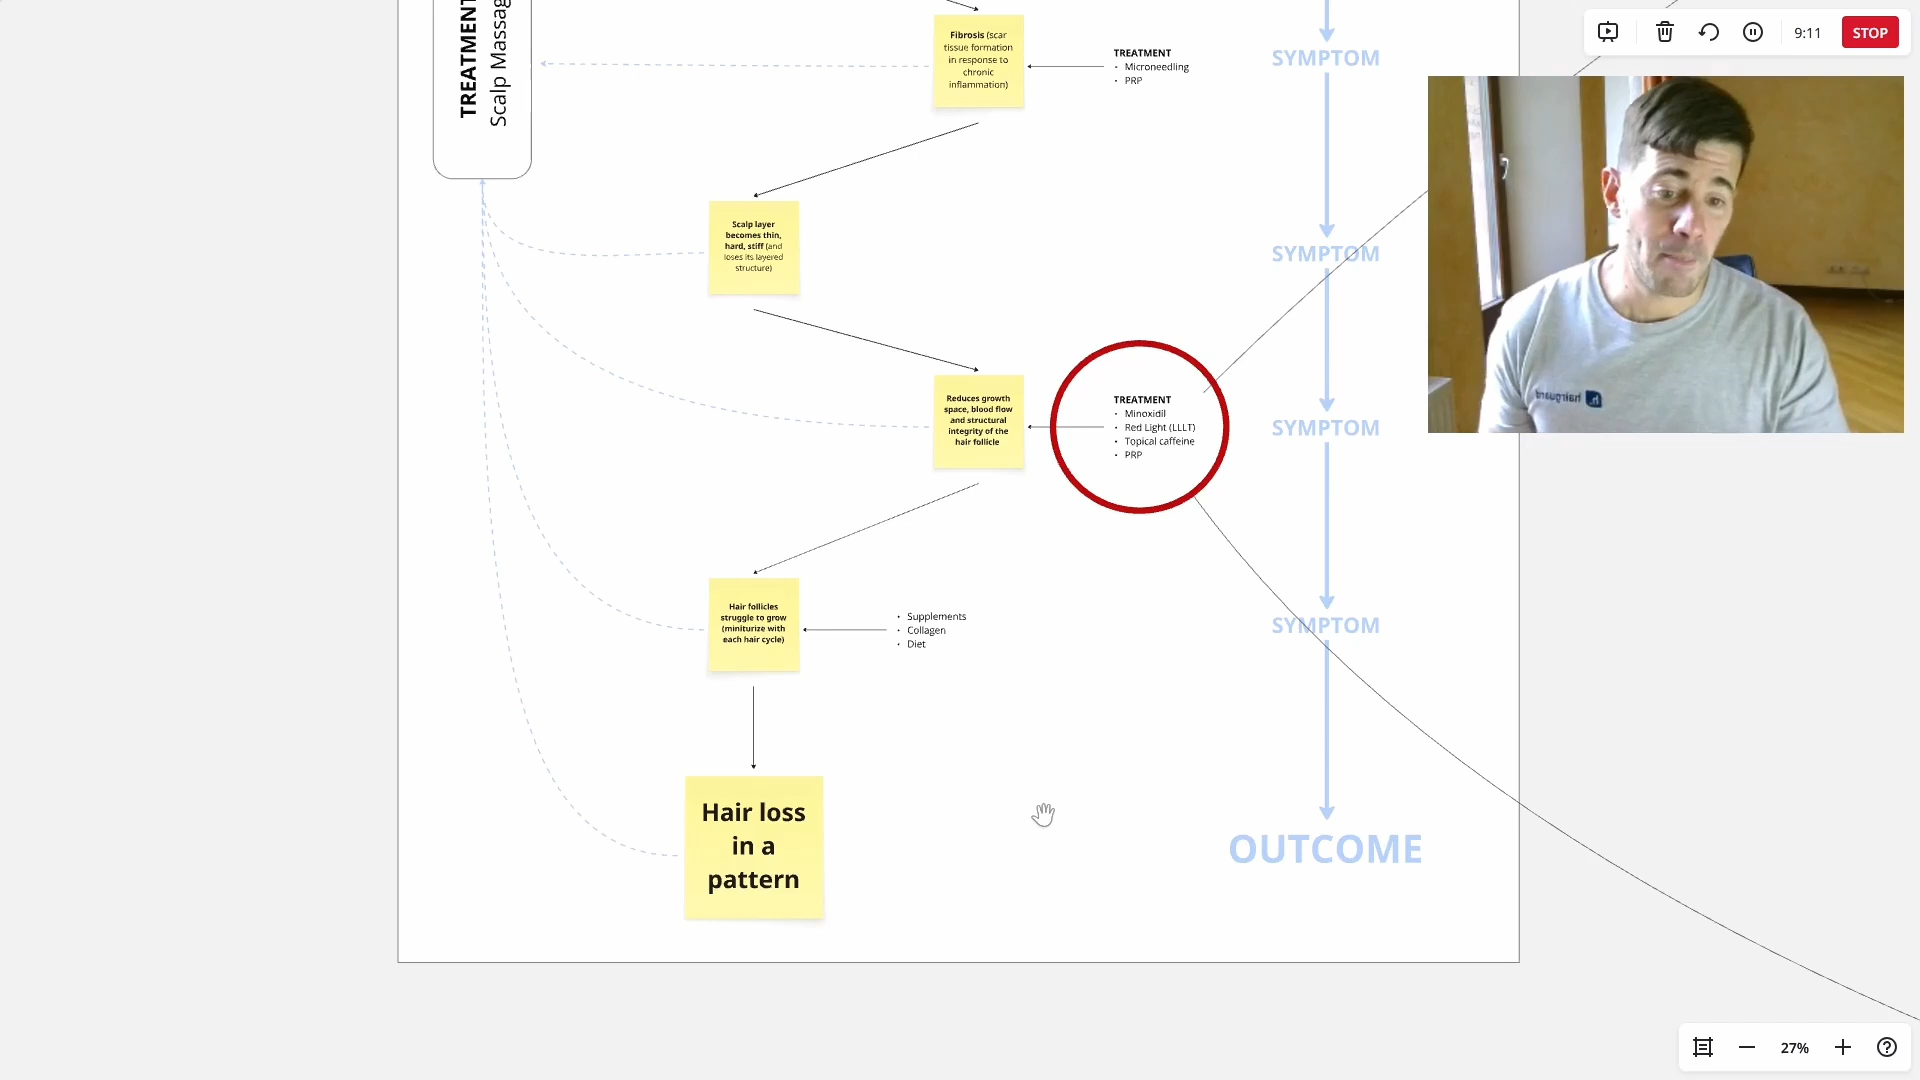 TREATMENT
Scalp Massag
Fibrosis (scar
tissue formation
in response to
chronic
inflammation)
TREATMENT
• Microneedling
• PRP
SYMPTOM
9:11
STOP
Scalp layer
becomes thin,
hard, stiff (and
loses its layered
structure)
SYMPTOM
hairguard
h.
Reduces growth
space, blood flow
and structural
integrity of the
hair follicle
TREATMENT
• Minoxidil
• Red Light (LLLT)
• Topical caffeine
• PRP
SYMPTOM
Hair follicles
struggle to grow
(miniturize with
each hair cycle)
• Supplements
• Collagen
• Diet
SYMPTOM
Hair loss
in a
pattern
OUTCOME
27%